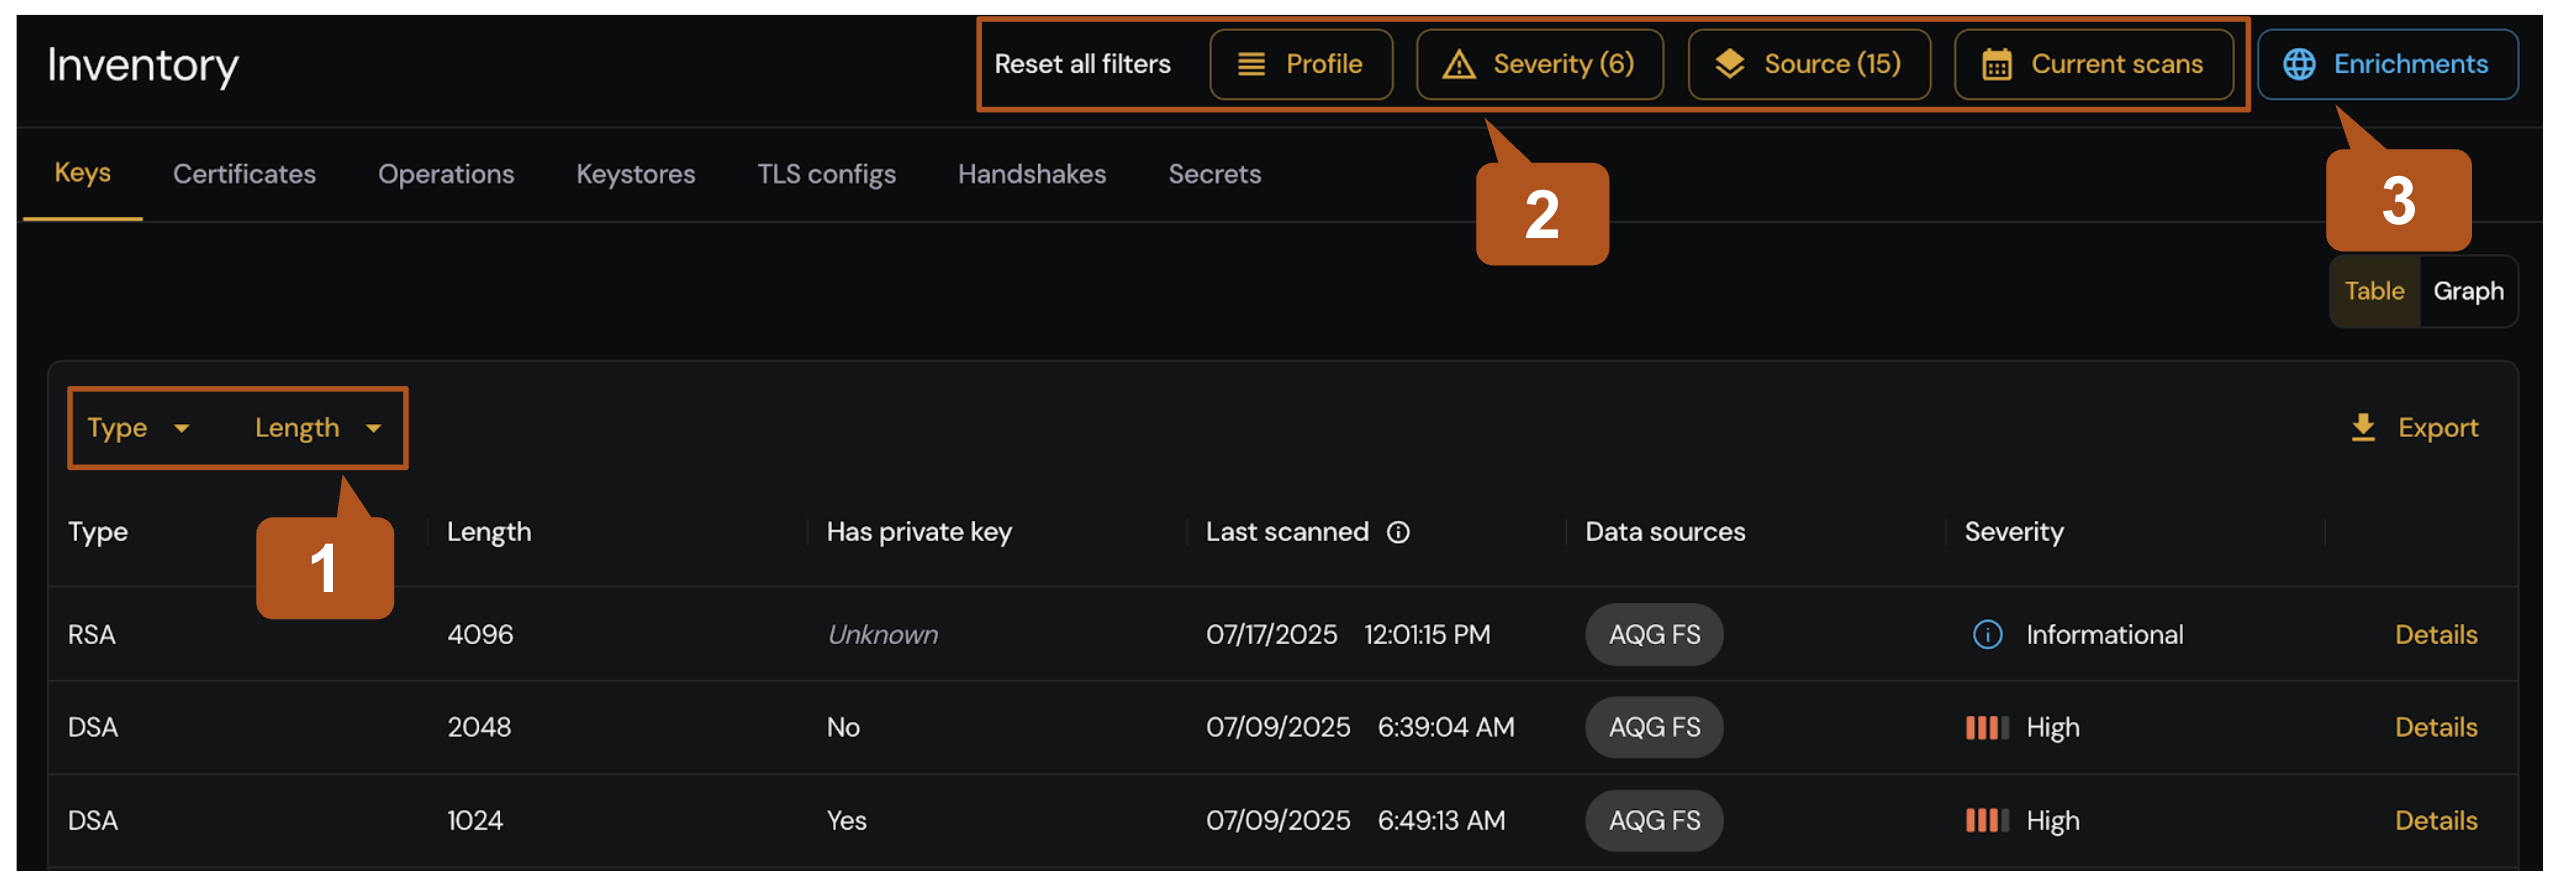 Inventory
Reset all filters Profile Severity (6) Source (15) Current scans Enrichments
Keys Certificates Operations Keystores TLS configs Handshakes Secrets
2
3
Table Graph
Type Length Export
1
Type Length Has private key Last scanned Data sources Severity
RSA 4096 Unknown 07/17/2025 12:01:15 PM AQG FS Informational Details
DSA 2048 No 07/09/2025 6:39:04 AM AQG FS High Details
DSA 1024 Yes 07/09/2025 6:49:13 AM AQG FS High Details